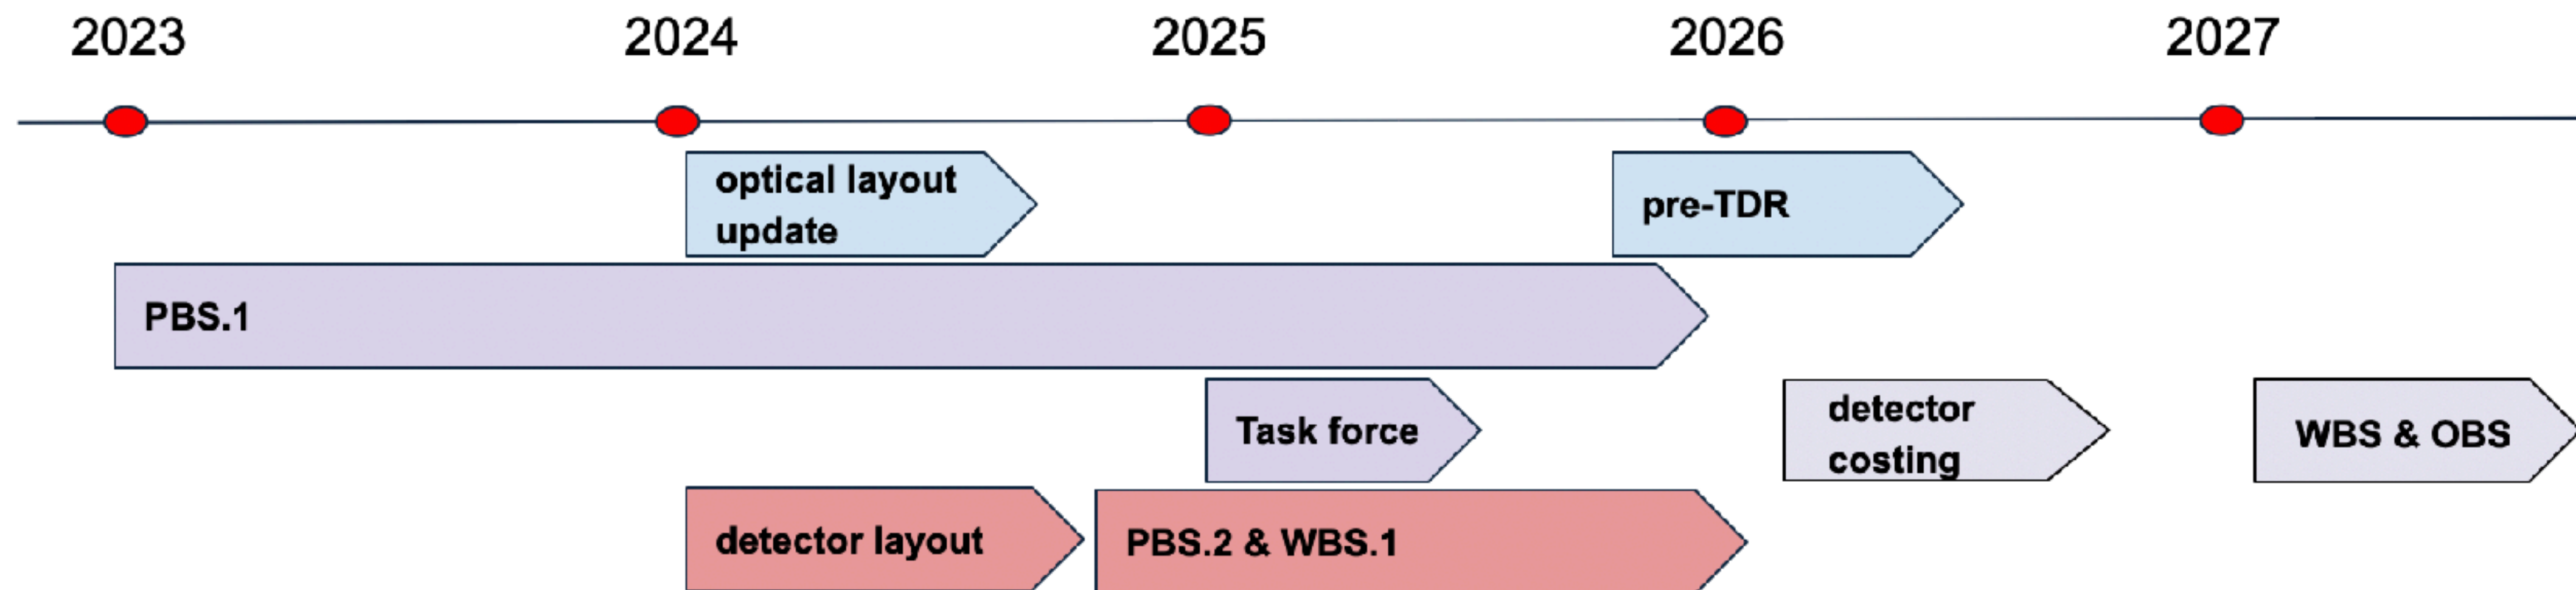 2023 2024 2025 2026 2027
optical layout
update
pre-TDR
PBS.1
Task force
detector
costing
WBS & OBS
detector layout
PBS.2 & WBS.1